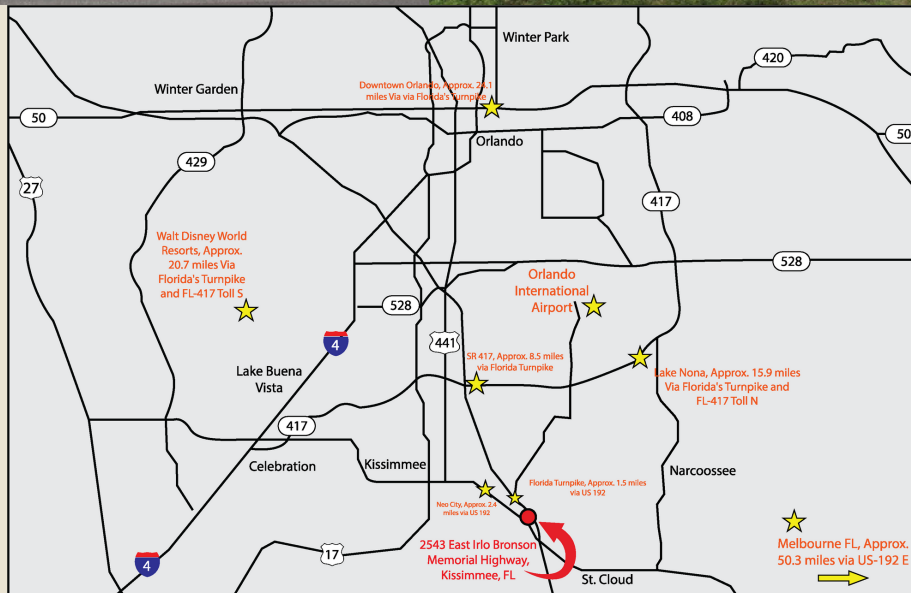 Winter Park
420
Winter Garden
Downtown Orlando, Approx. 24.1
miles Via via Florida's Turnpike
50
408
Orlando
50
429
27
417
Walt Disney World
Resorts, Approx.
20.7 miles Via
Florida's Turnpike
and FL-417 Toll S
528
Orlando
International
Airport
528
4
441
SR 417, Approx. 8.5 miles
via Florida Turnpike
Lake Buena
Vista
Lake Nona, Approx. 15.9 miles
Via Florida's Turnpike and
FL-417 Toll N
417
Celebration
Kissimmee
Narcoossee
Florida Turnpike, Approx. 1.5 miles
via US 192
Neo City, Approx. 2.4
miles via US 192
2543 East Irlo Bronson
Memorial Highway,
Kissimmee, FL
17
4
St. Cloud
Melbourne FL, Approx.
50.3 miles via US-192 E